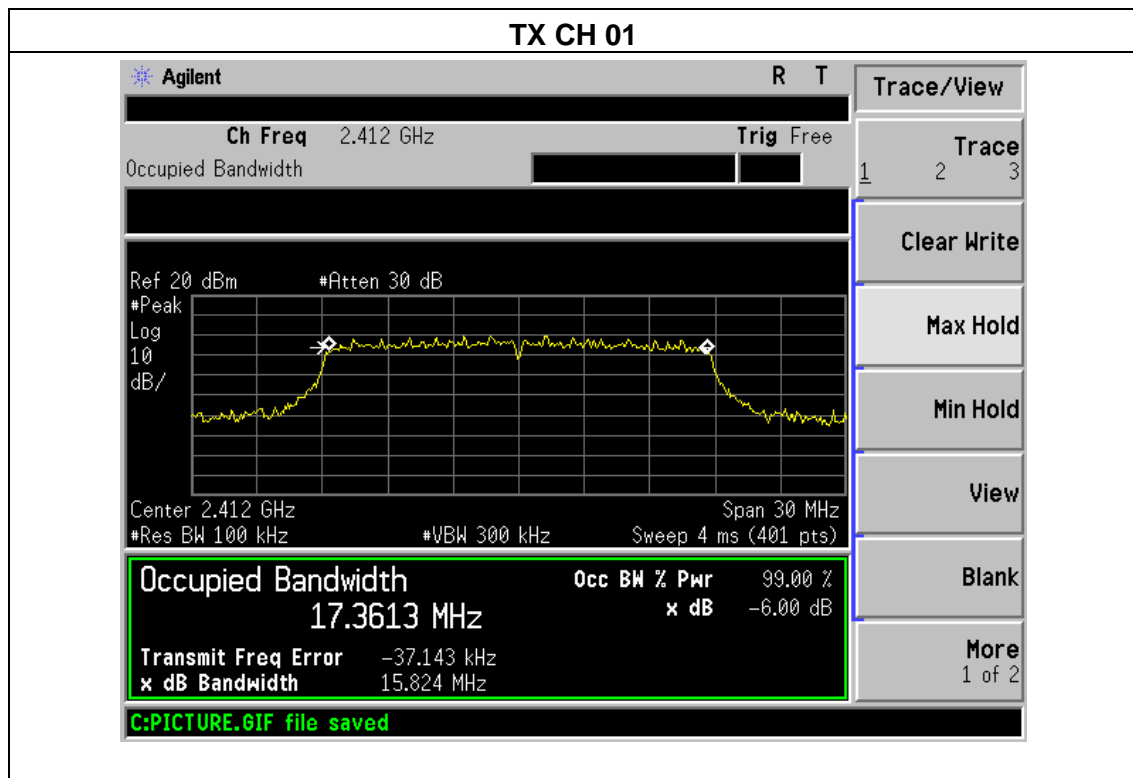 TX CH 01
Agilent R T
Trace/View
Ch Freq 2.412 GHz Trig Free
Occupied Bandwidth
Trace
1 2 3
Clear Write
Ref 20 dBm #Atten 30 dB
#Peak
Log
10
dB/
Max Hold
Min Hold
Center 2.412 GHz Span 30 MHz
#Res BW 100 kHz #VBW 300 kHz Sweep 4 ms (401 pts)
View
Occupied Bandwidth Occ BW % Pwr 99.00 %
17.3613 MHz x dB -6.00 dB
Blank
Transmit Freq Error -37.143 kHz
x dB Bandwidth 15.824 MHz
More
1 of 2
C:PICTURE.GIF file saved